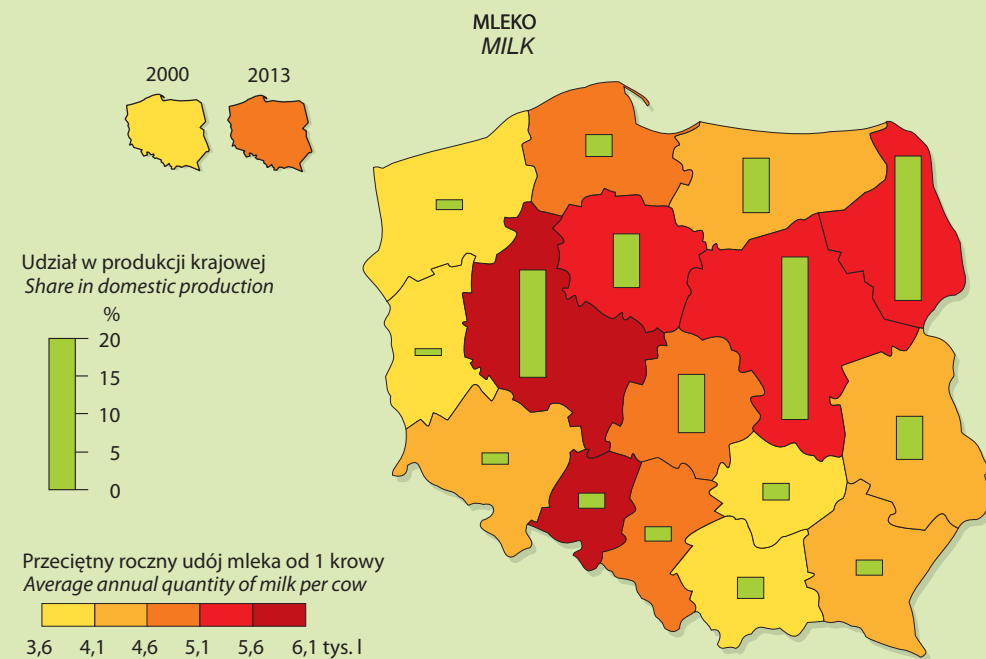 MLEKO
MILK
2000 2013
Udział w produkcji krajowej
Share in domestic production
%
20
15
10
5
0
Przeciętny roczny udój mleka od 1 krowy
Average annual quantity of milk per cow
3,6 4,1 4,6 5,1 5,6 6,1 tys. l